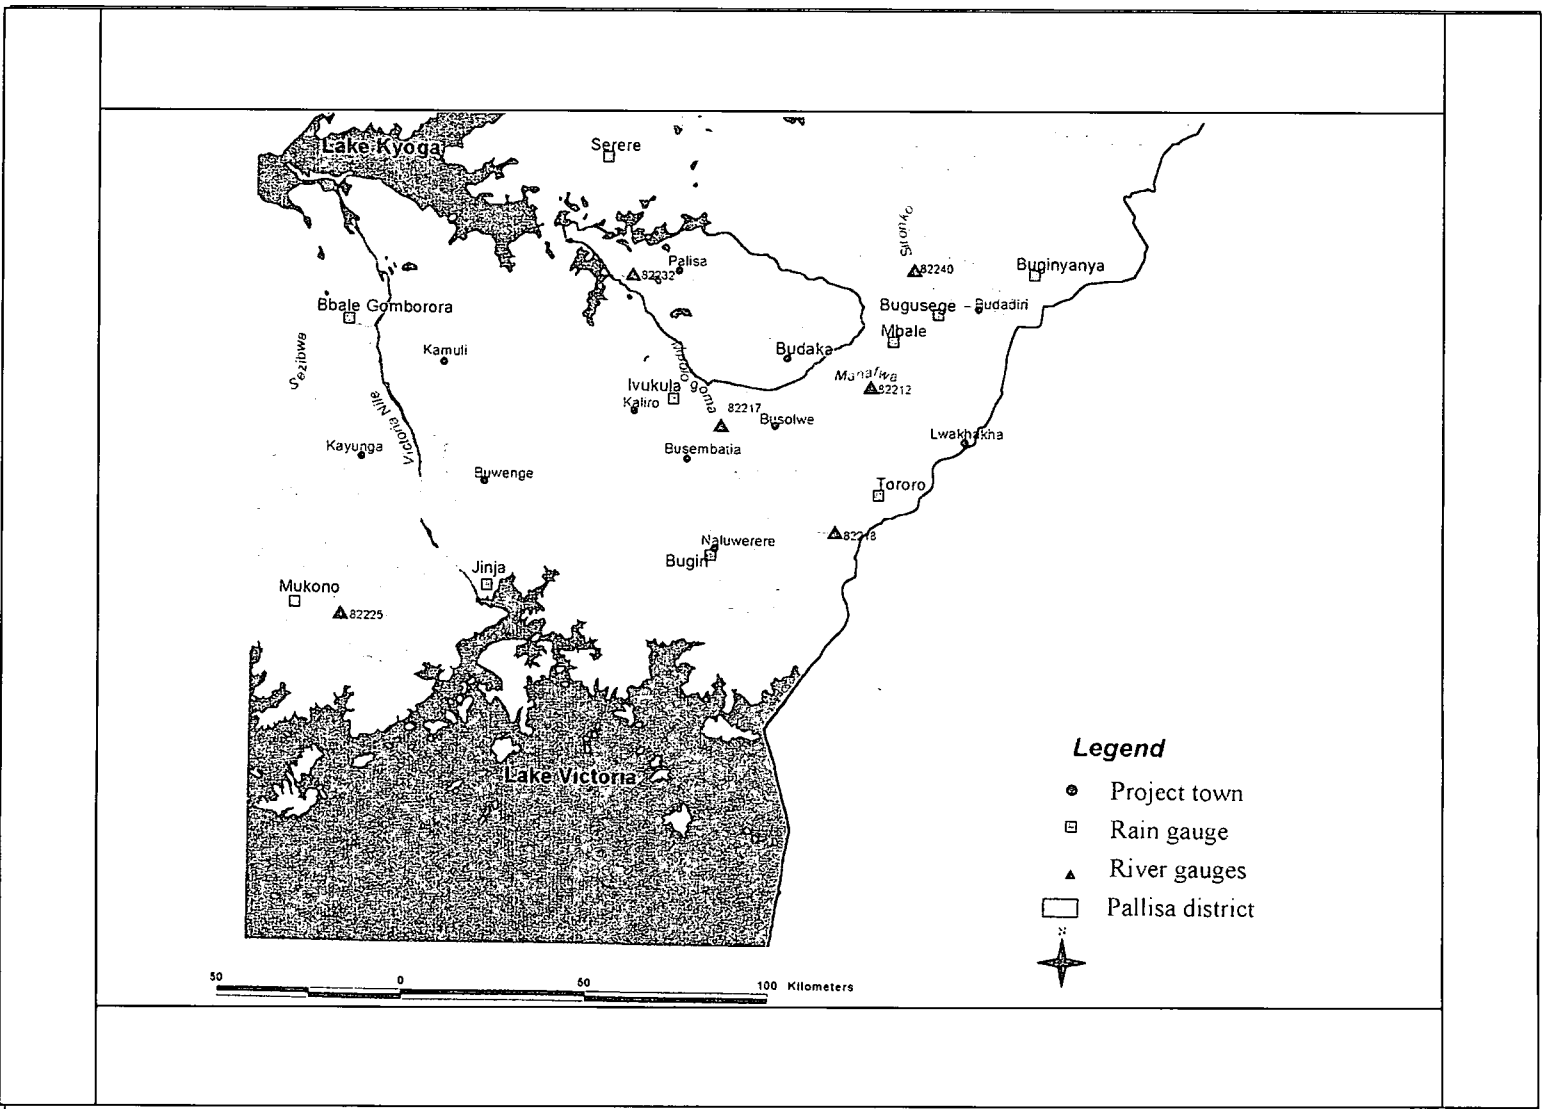 Lake Kyoga
Serere
Sironko
Palisa
82232
82240
Buginyanya
Bbale Gomborora
Bugusege
Budadiri
Mbale
Sezibwa
Kamuli
Budaka
Manafwa
82212
Ivukula
Kaliro
Victoria Nile
82217
Busolwe
Lwakhakha
Kayunga
Busembatia
Buwenge
Tororo
82218
Naluwerere
Bugin
Jinja
Mukono
82225
Lake Victoria
Legend
Project town
Rain gauge
River gauges
Pallisa district
N
50 0 50 100 Kilometers